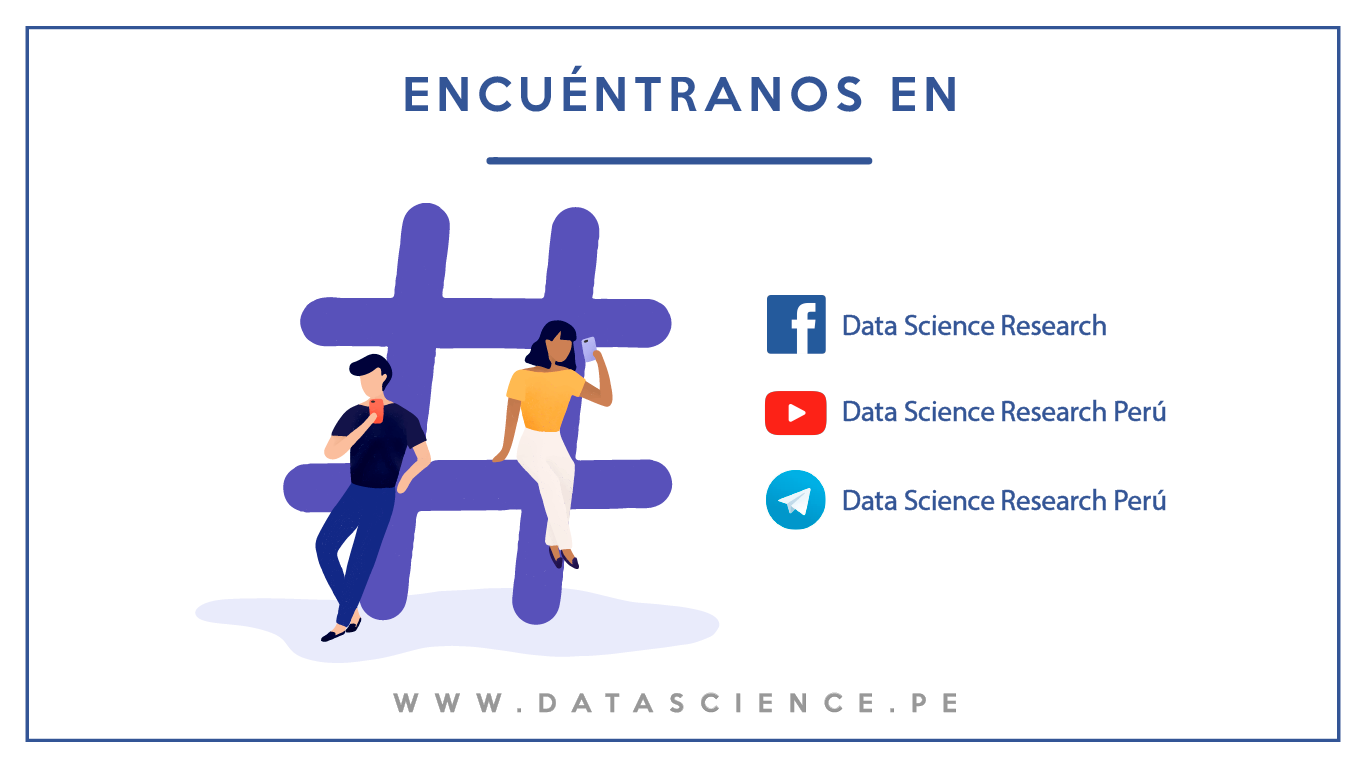 ENCUÉNTRANOS EN
Data Science Research
Data Science Research Perú
Data Science Research Perú
WWW.DATASCIENCE.PE